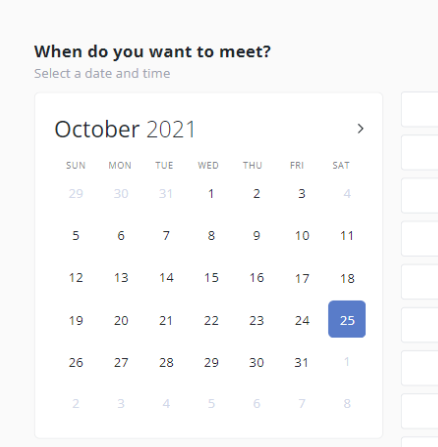 When do you want to meet?
Select a date and time
October 2021 >
SUN MON TUE WED THU FRI SAT
29 30 31 1 2 3 4
5 6 7 8 9 10 11
12 13 14 15 16 17 18
19 20 21 22 23 24 25
26 27 28 29 30 31 1
2 3 4 5 6 7 8